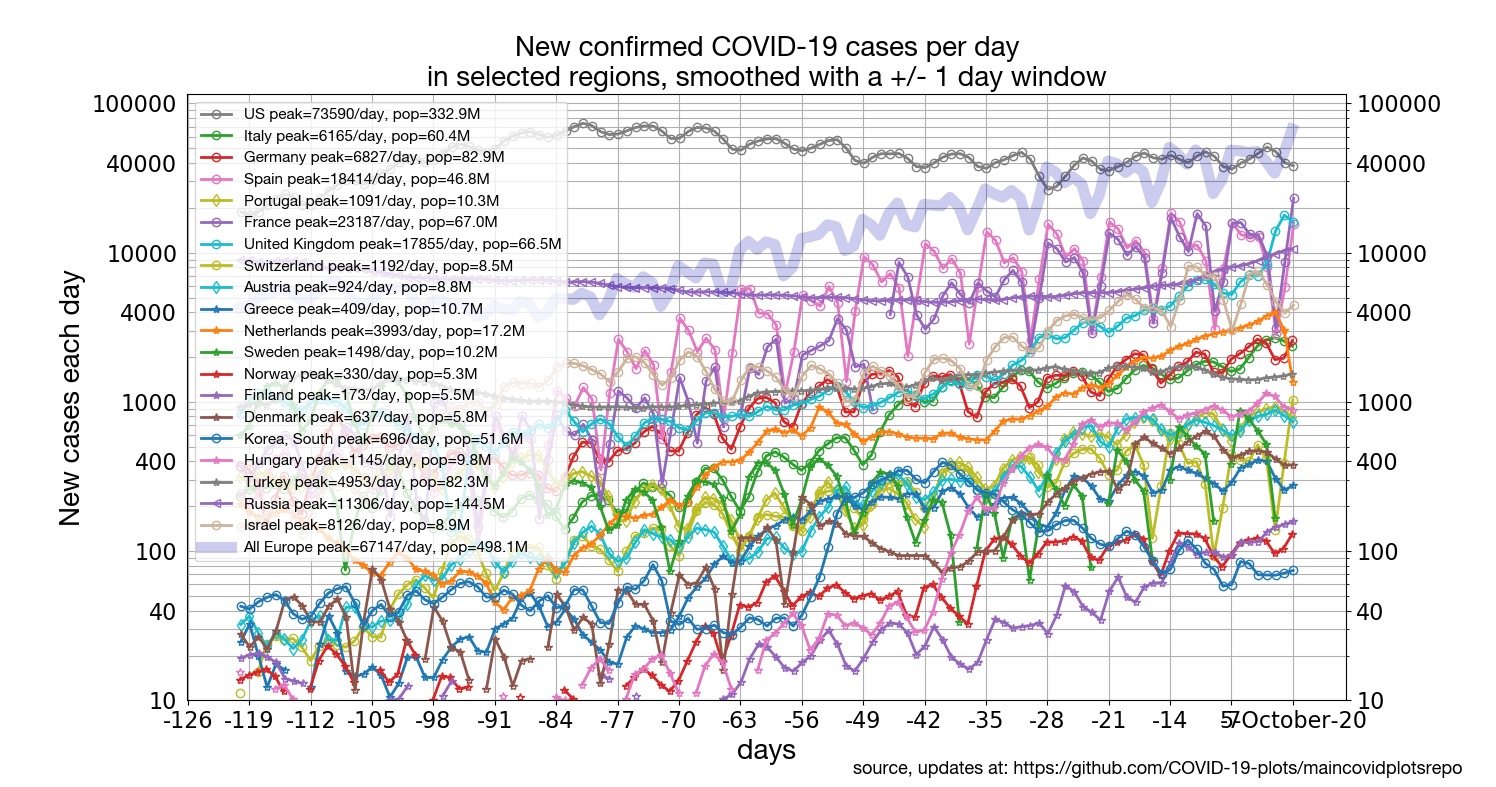 New confirmed COVID-19 cases per day
in selected regions, smoothed with a +/- 1 day window
100000
40000
10000
4000
1000
400
100
40
10
New cases each day
US peak=73590/day, pop=332.9M
Italy peak=6165/day, pop=60.4M
Germany peak=6827/day, pop=82.9M
Spain peak=18414/day, pop=46.8M
Portugal peak=1091/day, pop=10.3M
France peak=23187/day, pop=67.0M
United Kingdom peak=17855/day, pop=66.5M
Switzerland peak=1192/day, pop=8.5M
Austria peak=924/day, pop=8.8M
Greece peak=409/day, pop=10.7M
Netherlands peak=3993/day, pop=17.2M
Sweden peak=1498/day, pop=10.2M
Norway peak=330/day, pop=5.3M
Finland peak=173/day, pop=5.5M
Denmark peak=637/day, pop=5.8M
Korea, South peak=696/day, pop=51.6M
Hungary peak=1145/day, pop=9.8M
Turkey peak=4953/day, pop=82.3M
Russia peak=11306/day, pop=144.5M
Israel peak=8126/day, pop=8.9M
All Europe peak=67147/day, pop=498.1M
100000
40000
10000
4000
1000
400
100
40
10
-126 -119 -112 -105 -98 -91 -84 -77 -70 -63 -56 -49 -42 -35 -28 -21 -14 October-20
days
source, updates at: https://github.com/COVID-19-plots/maincovidplotsrepo